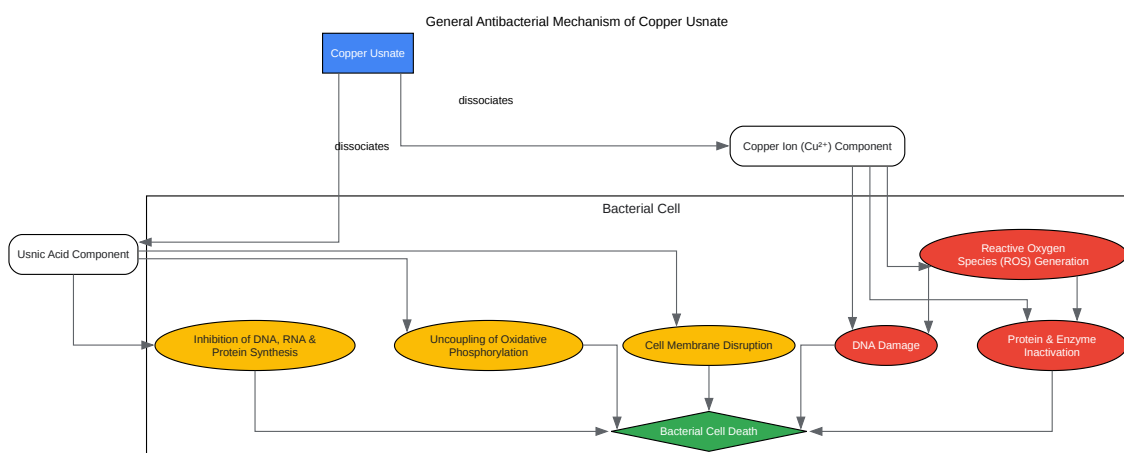 General Antibacterial Mechanism of Copper Usnate
Copper Usnate
dissociates
dissociates
Copper Ion (Cu²⁺) Component
Bacterial Cell
Usnic Acid Component
Reactive Oxygen
Species (ROS) Generation
Inhibition of DNA, RNA &
Protein Synthesis
Uncoupling of Oxidative
Phosphorylation
Cell Membrane Disruption
DNA Damage
Protein & Enzyme
Inactivation
Bacterial Cell Death